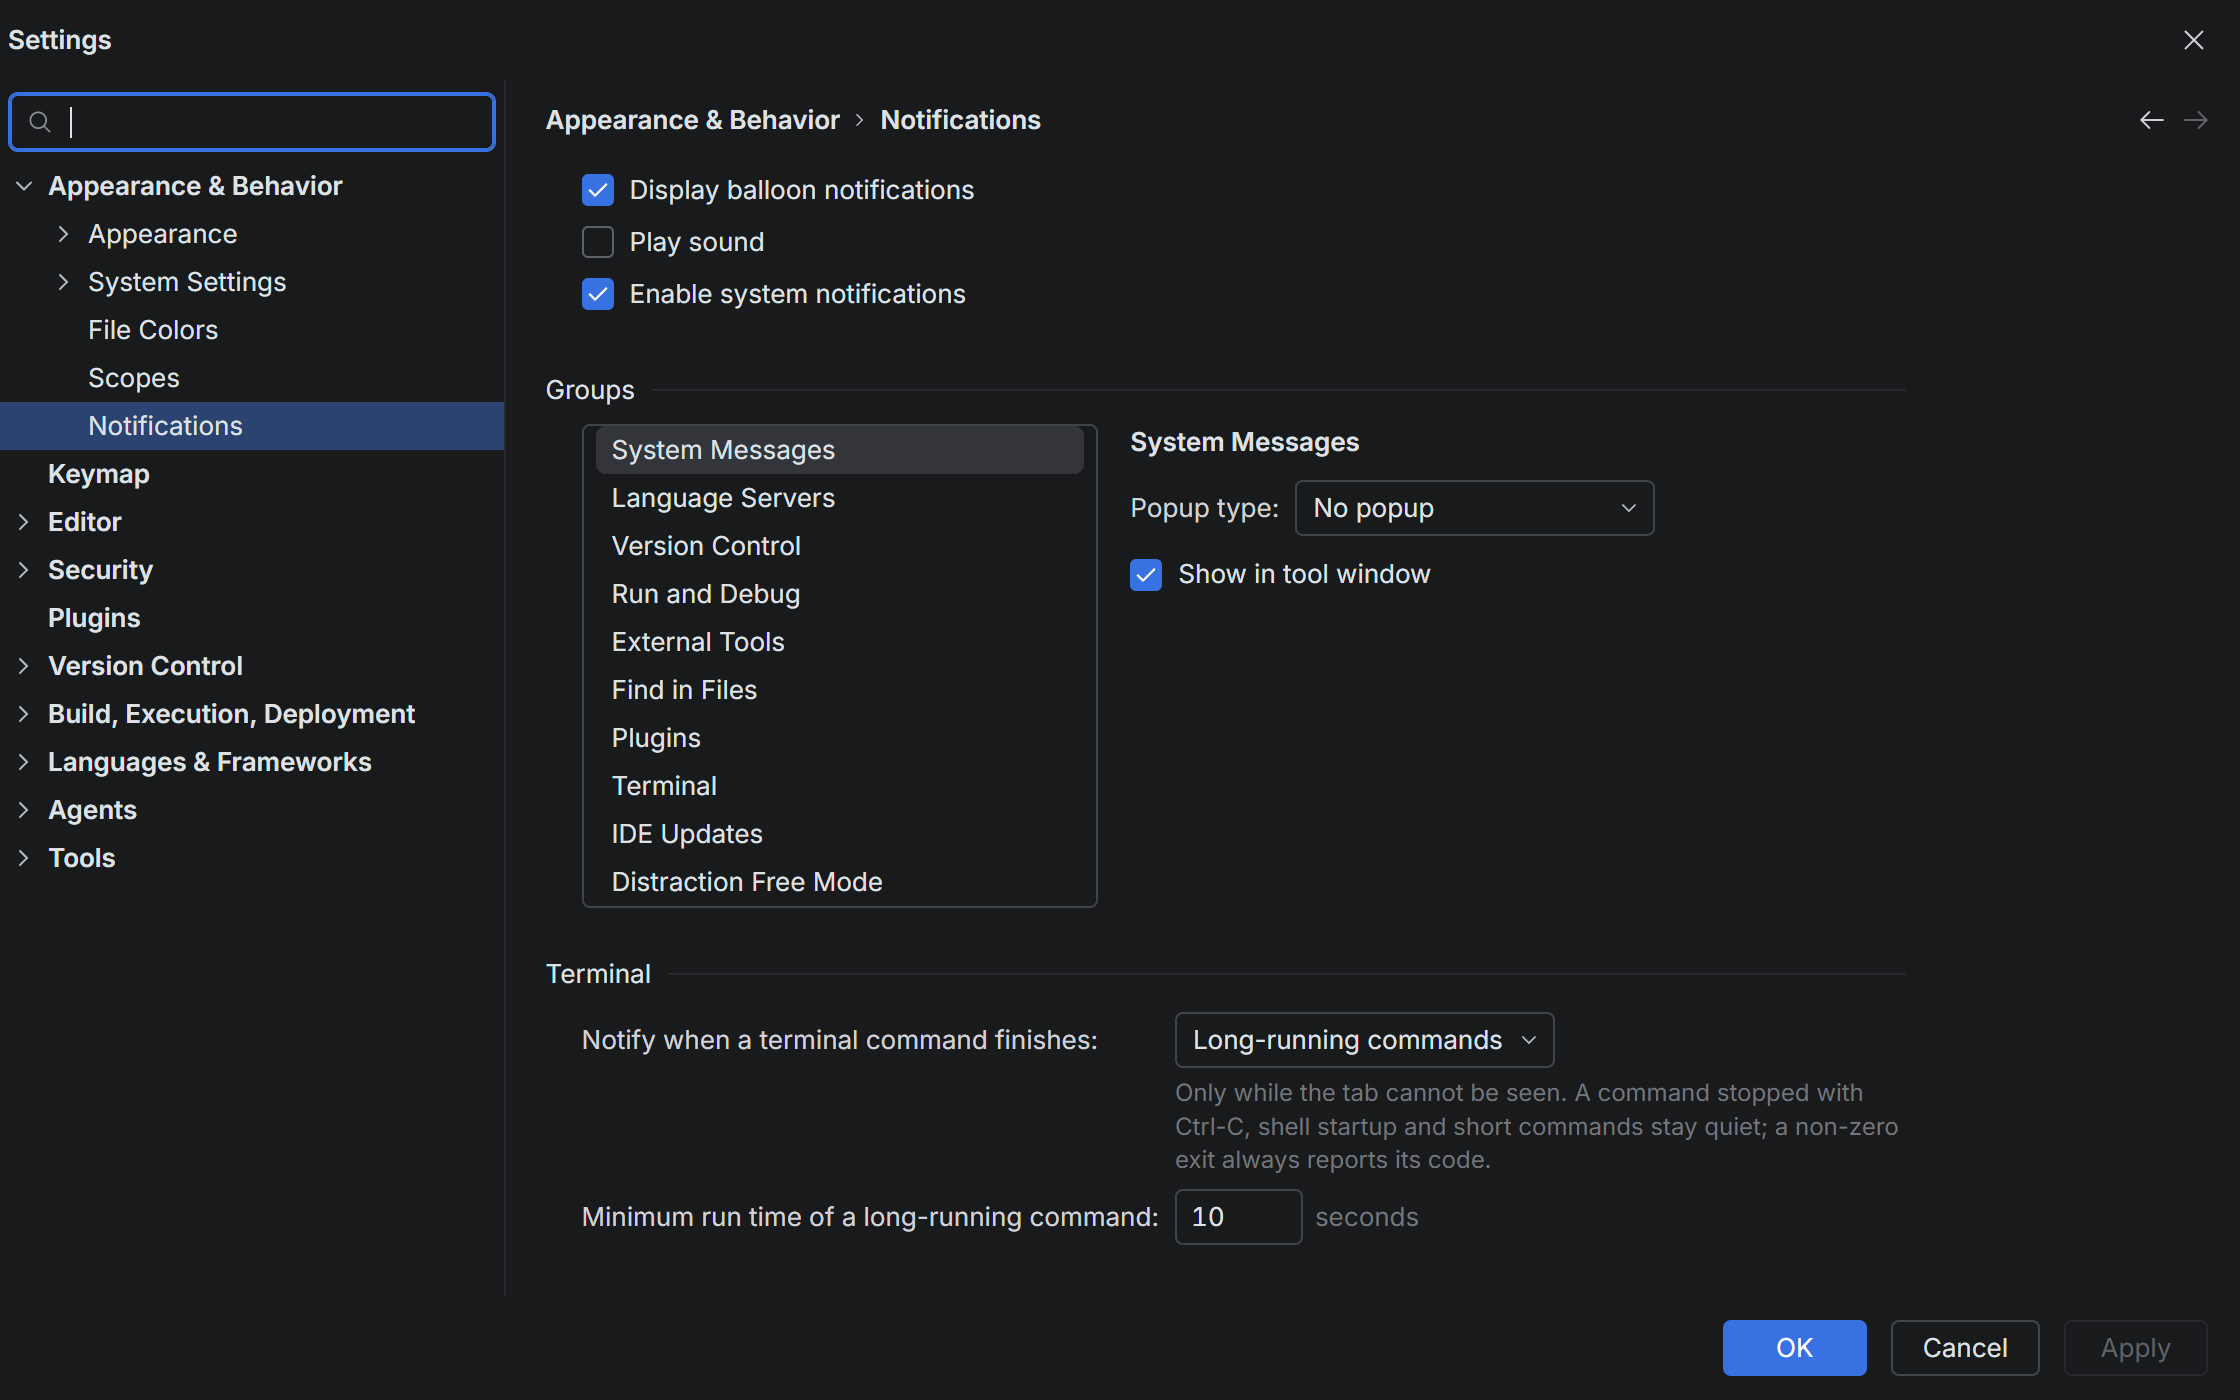 Settings
Appearance & Behavior
Appearance
System Settings
File Colors
Scopes
Notifications
Keymap
Editor
Security
Plugins
Version Control
Build, Execution, Deployment
Languages & Frameworks
Agents
Tools
Appearance & Behavior › Notifications
Display balloon notifications
Play sound
Enable system notifications
Groups
System Messages
Language Servers
Version Control
Run and Debug
External Tools
Find in Files
Plugins
Terminal
IDE Updates
Distraction Free Mode
System Messages
Popup type: No popup
Show in tool window
Terminal
Notify when a terminal command finishes: Long-running commands
Only while the tab cannot be seen. A command stopped with
Ctrl-C, shell startup and short commands stay quiet; a non-zero
exit always reports its code.
Minimum run time of a long-running command: 10 seconds
OK Cancel Apply